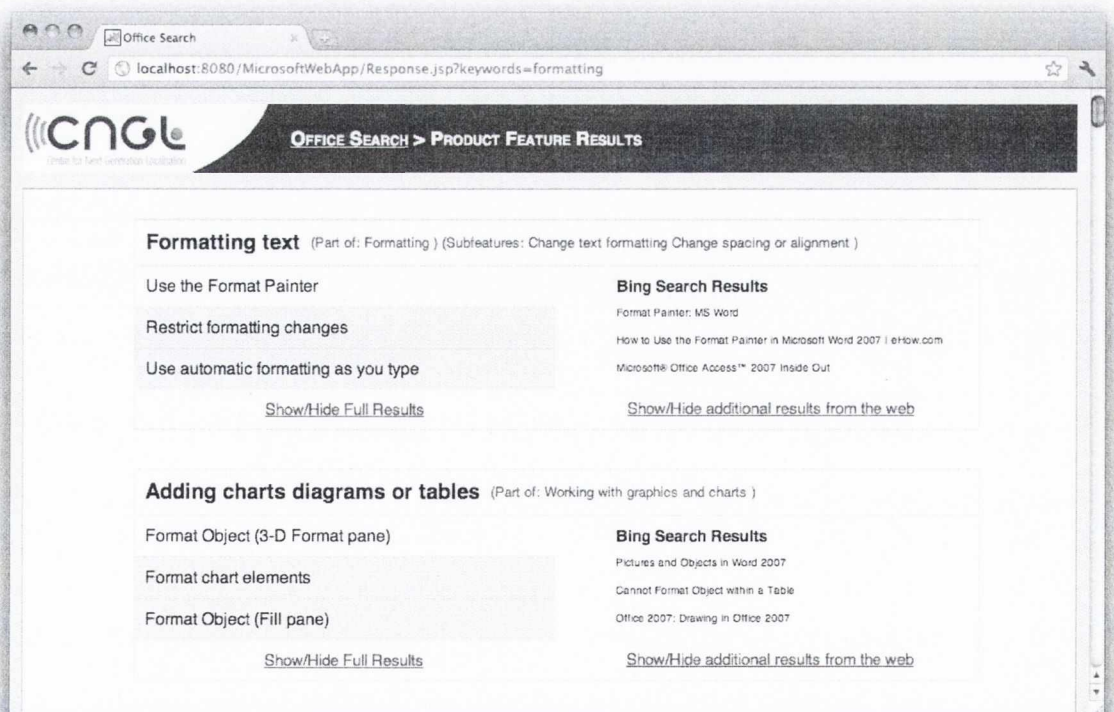 Office Search
localhost:8080/MicrosoftWebApp/Response.jsp?keywords=formatting
CNGL
Centre for Next Generation Localisation
OFFICE SEARCH > PRODUCT FEATURE RESULTS
Formatting text (Part of: Formatting ) (Subfeatures: Change text formatting Change spacing or alignment )
Use the Format Painter
Restrict formatting changes
Use automatic formatting as you type
Show/Hide Full Results
Bing Search Results
Format Painter: MS Word
How to Use the Format Painter in Microsoft Word 2007 | eHow.com
Microsoft® Office Access™ 2007 Inside Out
Show/Hide additional results from the web
Adding charts diagrams or tables (Part of: Working with graphics and charts )
Format Object (3-D Format pane)
Format chart elements
Format Object (Fill pane)
Show/Hide Full Results
Bing Search Results
Pictures and Objects in Word 2007
Cannot Format Object within a Table
Office 2007: Drawing in Office 2007
Show/Hide additional results from the web